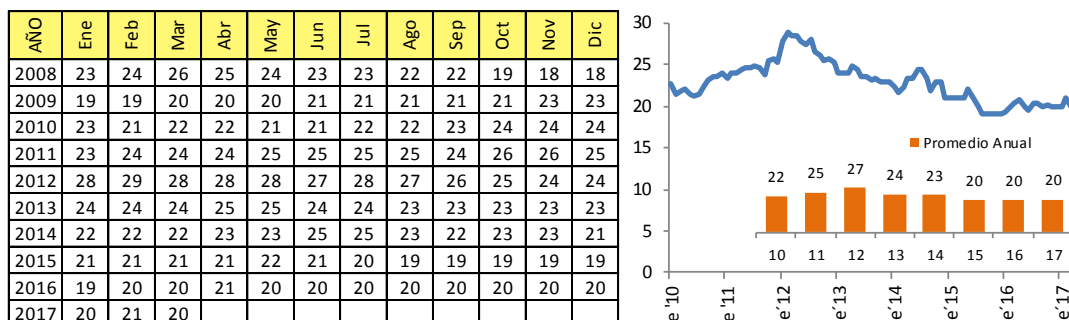 AÑO Ene Feb Mar Abr May Jun Jul Ago Sep Oct Nov Dic
2008 23 24 26 25 24 23 23 22 22 19 18 18
2009 19 19 20 20 20 21 21 21 21 21 23 23
2010 23 21 22 22 21 21 22 22 23 24 24 24
2011 23 24 24 24 25 25 25 25 24 26 26 25
2012 28 29 28 28 28 27 28 27 26 25 24 24
2013 24 24 24 25 25 24 24 23 23 23 23 23
2014 22 22 22 23 23 25 25 23 22 23 23 21
2015 21 21 21 21 22 21 20 19 19 19 19 19
2016 19 20 20 21 20 20 20 20 20 20 20 20
2017 20 21 20
30
25
20
15
10
5
0
Promedio Anual
22 25 27 24 23 20 20 20
10 11 12 13 14 15 16 17
e'10 e'11 e'12 e'13 e'14 e'15 e'16 e'17